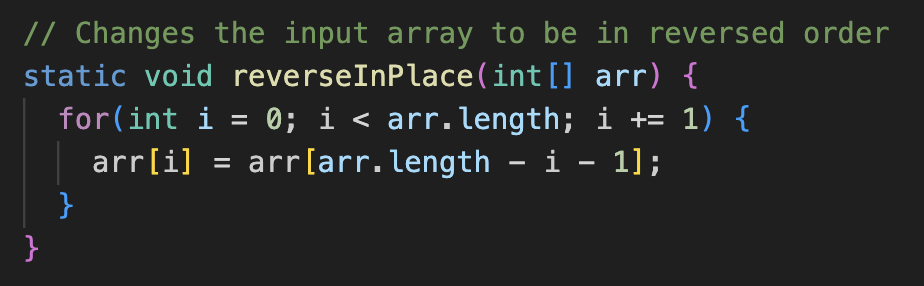 // Changes the input array to be in reversed order
static void reverseInPlace(int[] arr) {
  for(int i = 0; i < arr.length; i += 1) {
    arr[i] = arr[arr.length - i - 1];
  }
}